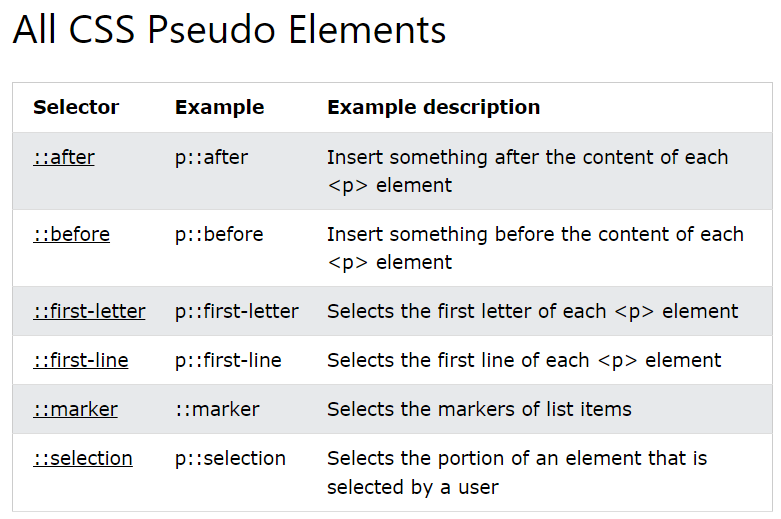 All CSS Pseudo Elements
Selector Example Example description
::after p::after Insert something after the content of each
<p> element
::before p::before Insert something before the content of each
<p> element
::first-letter p::first-letter Selects the first letter of each <p> element
::first-line p::first-line Selects the first line of each <p> element
::marker ::marker Selects the markers of list items
::selection p::selection Selects the portion of an element that is
selected by a user